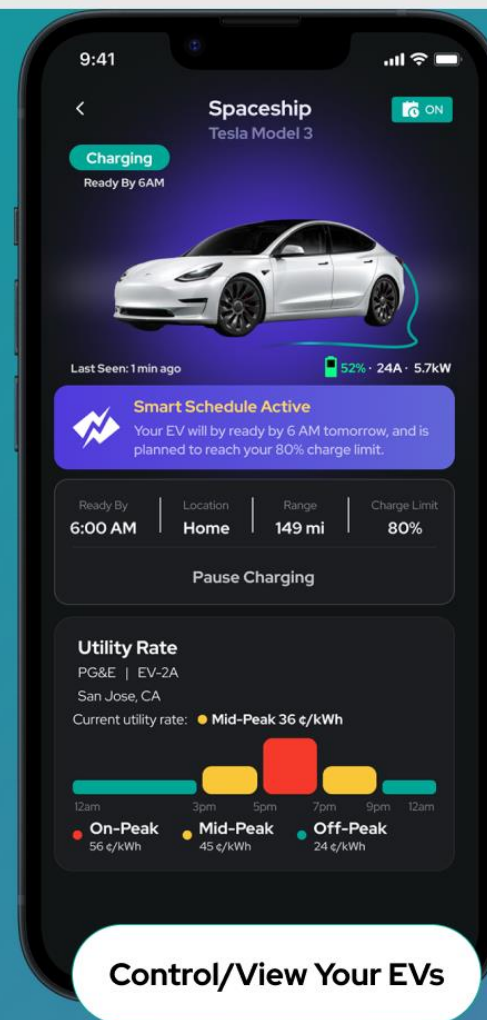 9:41
Spaceship
ON
Tesla Model 3
Charging
Ready By 6AM
Last Seen: 1 min ago
52% · 24A · 5.7kW
Smart Schedule Active
Your EV will by ready by 6 AM tomorrow, and is
planned to reach your 80% charge limit.
Ready By Location Range Charge Limit
6:00 AM Home 149 mi 80%
Pause Charging
Utility Rate
PG&E | EV-2A
San Jose, CA
Current utility rate: Mid-Peak 36 ¢/kWh
12am 3pm 5pm 7pm 9pm 12am
On-Peak Mid-Peak Off-Peak
56 ¢/kWh 45 ¢/kWh 24 ¢/kWh
Control/View Your EVs